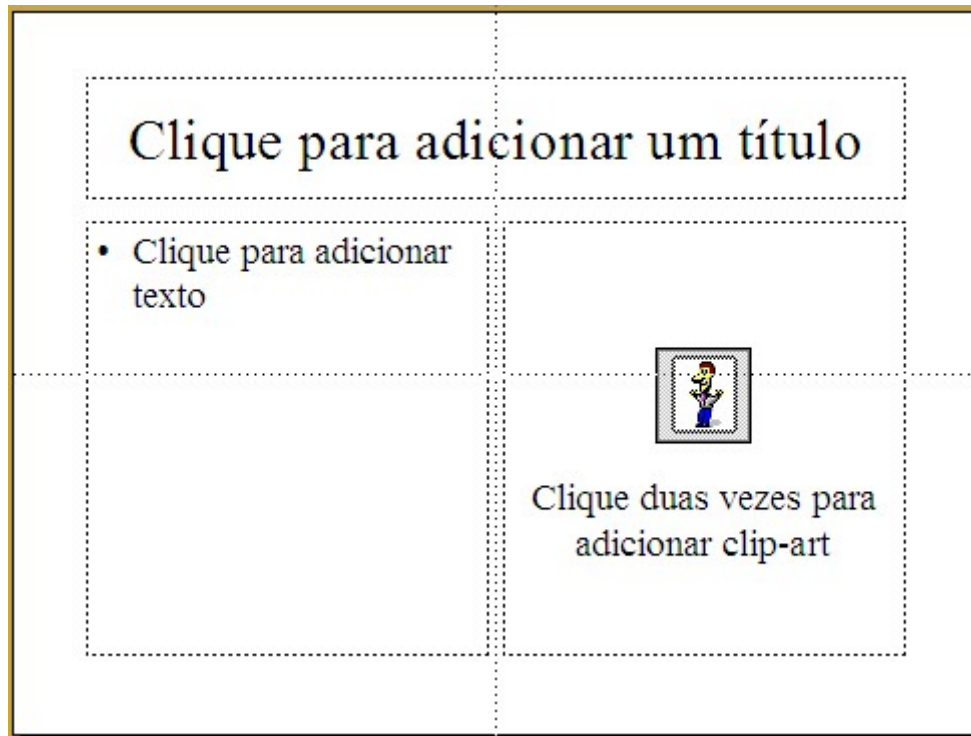 Clique para adicionar um título
• Clique para adicionar
texto
Clique duas vezes para
adicionar clip-art